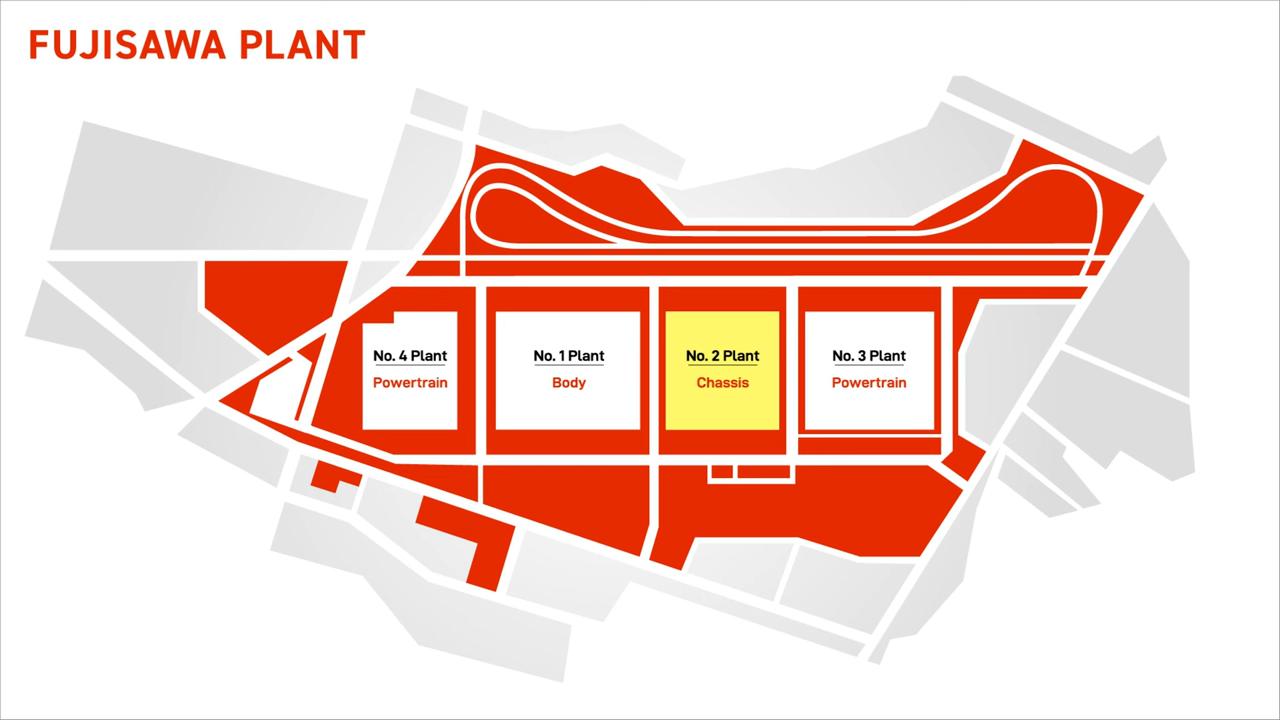 FUJISAWA PLANT
No. 4 Plant
Powertrain
No. 1 Plant
Body
No. 2 Plant
Chassis
No. 3 Plant
Powertrain